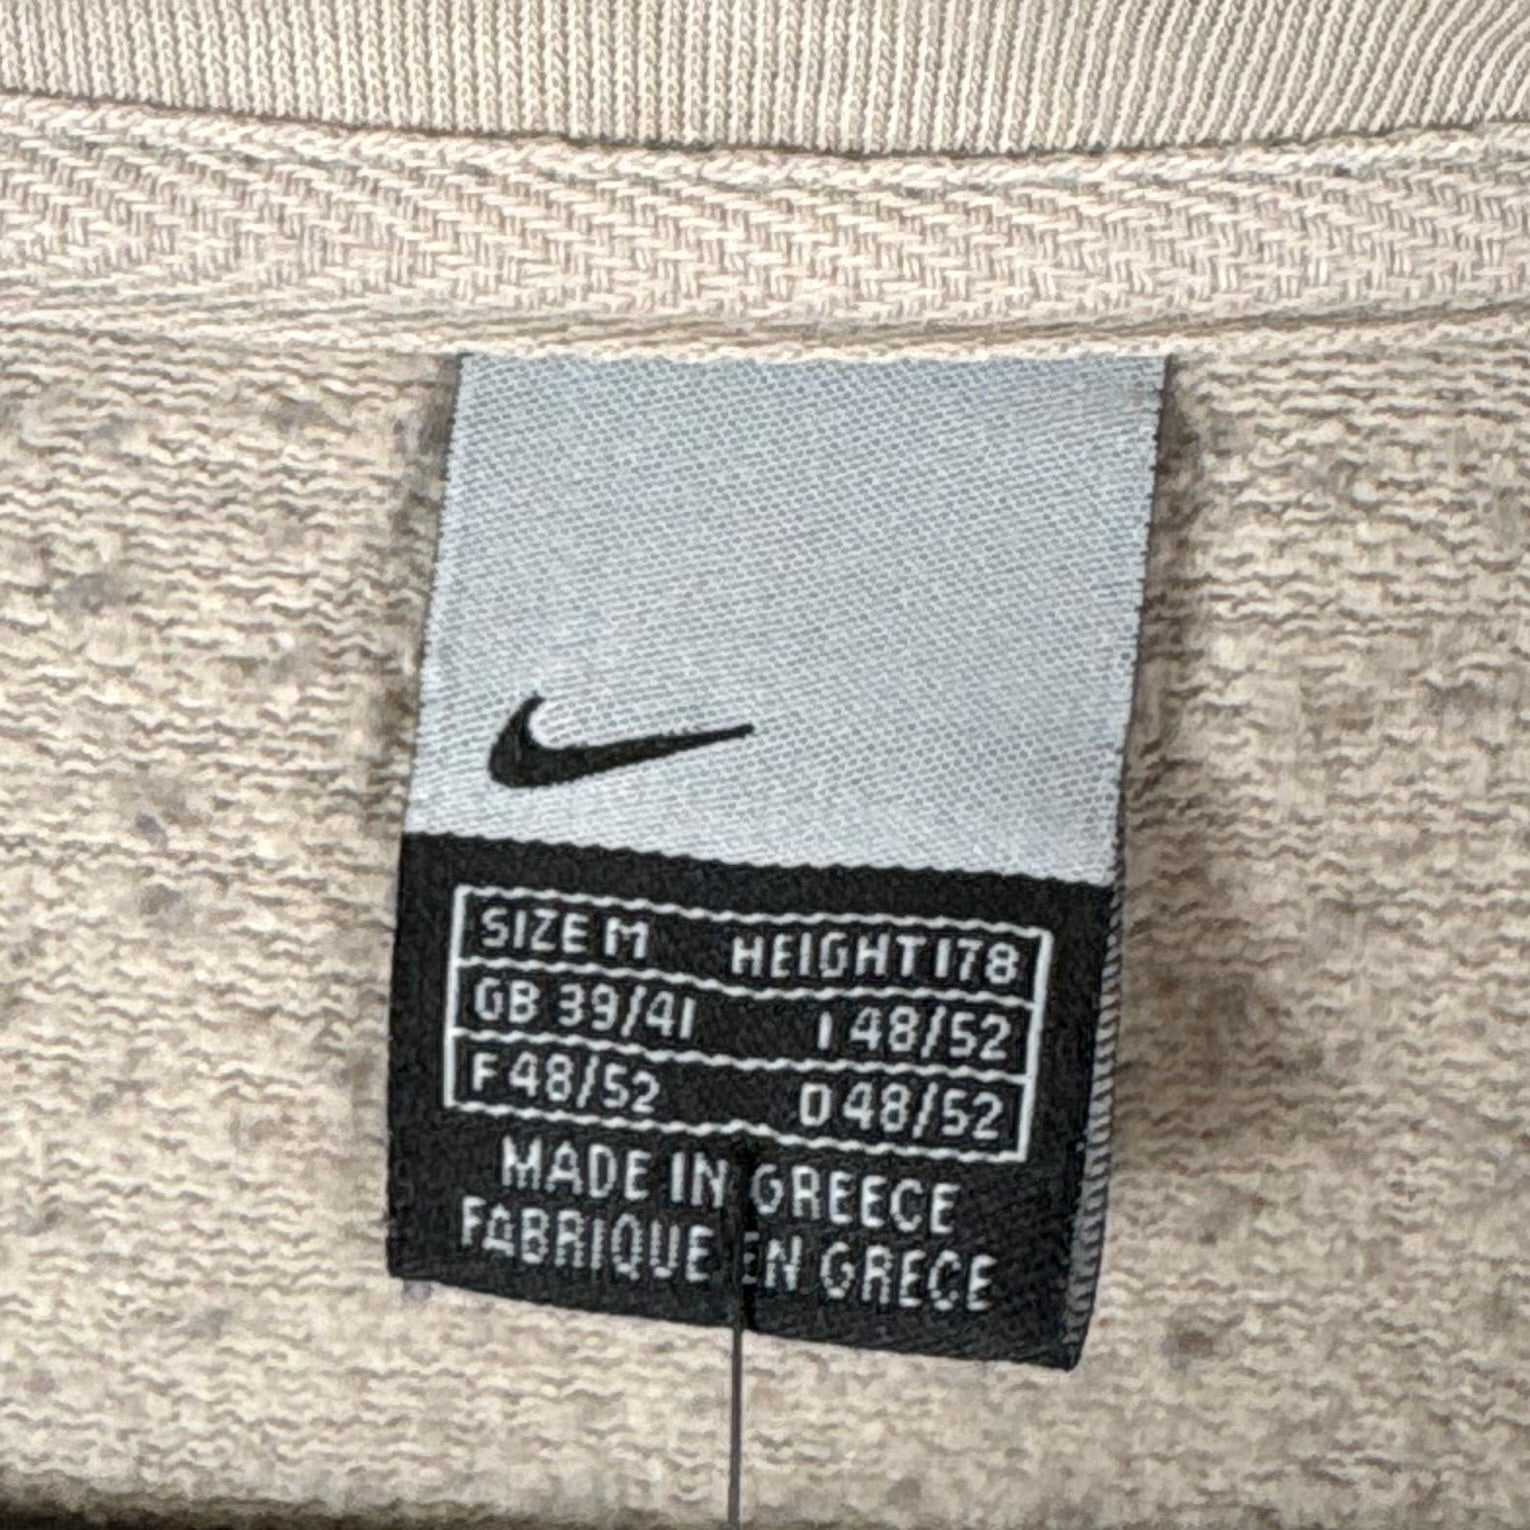 SIZE M HEIGHT 178
GB 39/41 I 48/52
F 48/52 D 48/52
MADE IN GREECE
FABRIQUE EN GRECE